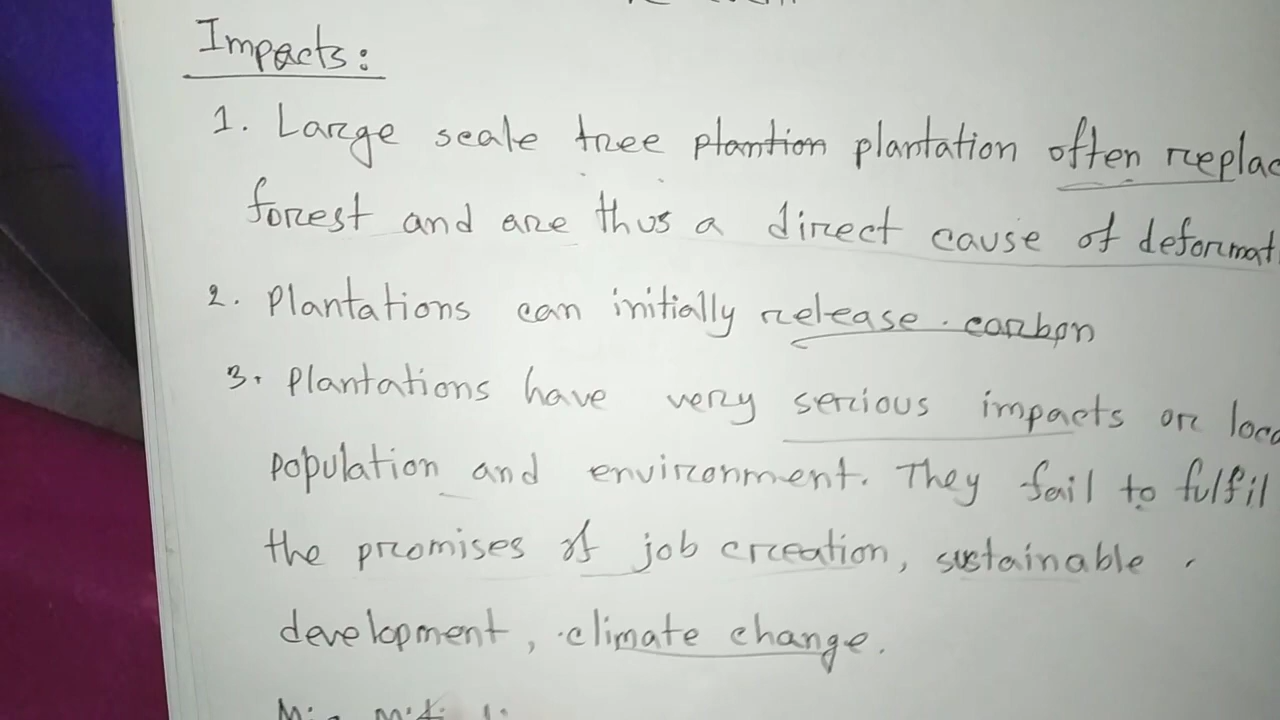 Impacts:
1. Large scale tree plantion plantation often replac
forest and are thus a direct cause of deformat
2. Plantations can initially release carbon
3. Plantations have very serious impacts on loca
population and environment. They fail to fulfil
the promises of job creation, sustainable
development, climate change.